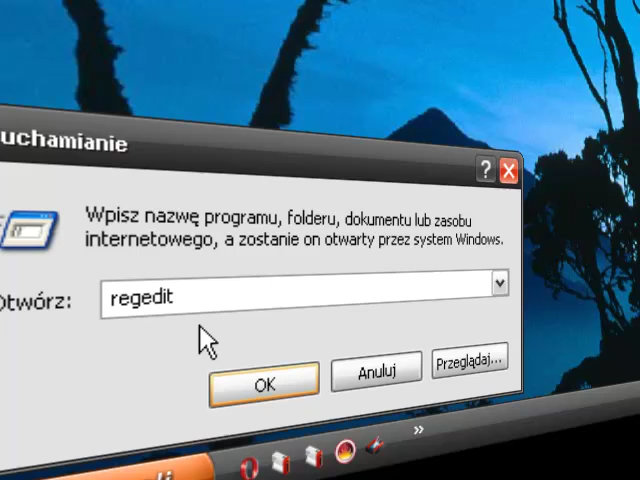 uchamianie
Wpisz nazwę programu, folderu, dokumentu lub zasobu
internetowego, a zostanie on otwarty przez system Windows.
Otwórz:
regedit
OK
Anuluj
Przeglądaj...